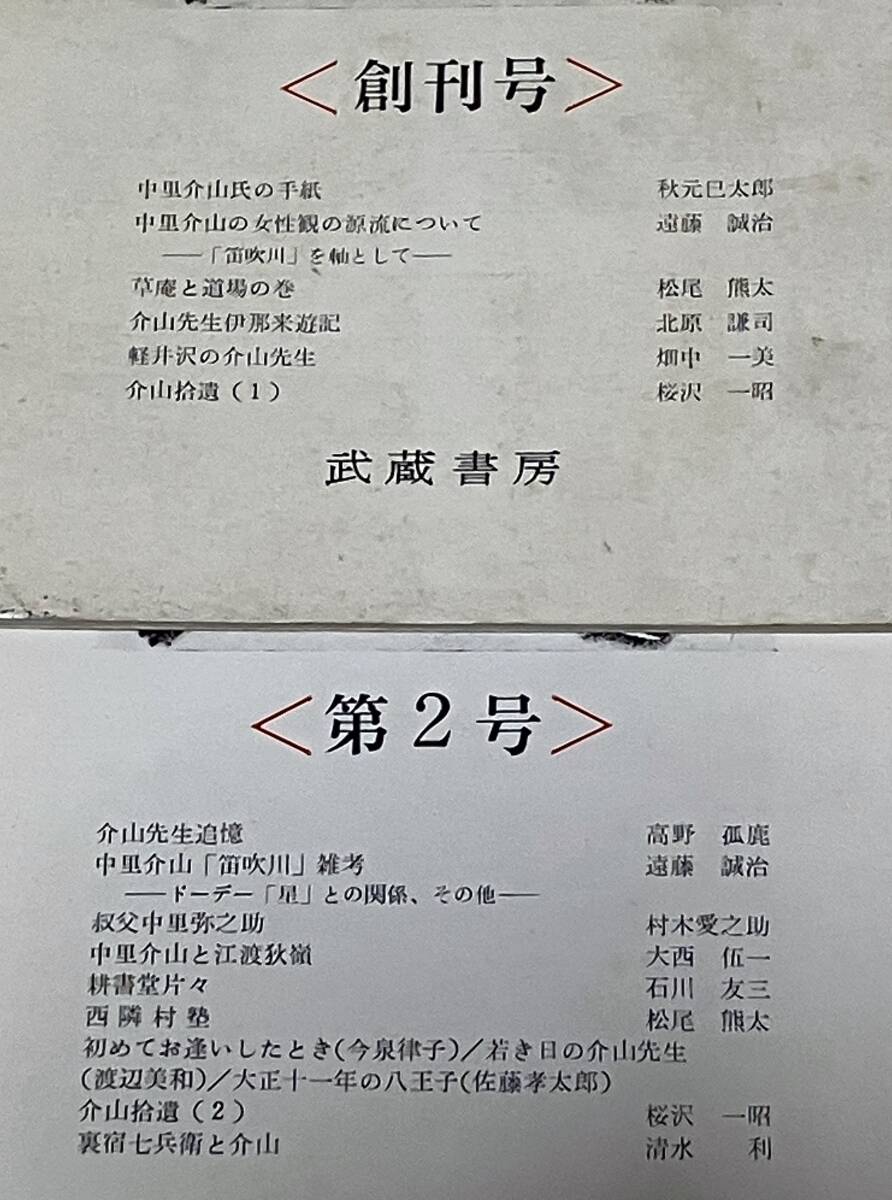 <創刊号>
中里介山氏の手紙 秋元巳太郎
中里介山の女性観の源流について 遠藤 誠治
――「笛吹川」を軸として――
草庵と道場の巻 松尾 熊太
介山先生伊那来遊記 北原 謙司
軽井沢の介山先生 畑中 一美
介山拾遺(1) 桜沢 一昭
武蔵書房
<第2号>
介山先生追憶 高野 孤鹿
中里介山「笛吹川」雑考 遠藤 誠治
――ドーデー「星」との関係、その他――
叔父中里弥之助 村木愛之助
中里介山と江渡狄嶺 大西 伍一
耕書堂片々 石川 友三
西隣村塾 松尾 熊太
初めてお逢いしたとき(今泉律子)/若き日の介山先生
(渡辺美和)/大正十一年の八王子(佐藤孝太郎)
介山拾遺(2) 桜沢 一昭
裏宿七兵衛と介山 清水 利